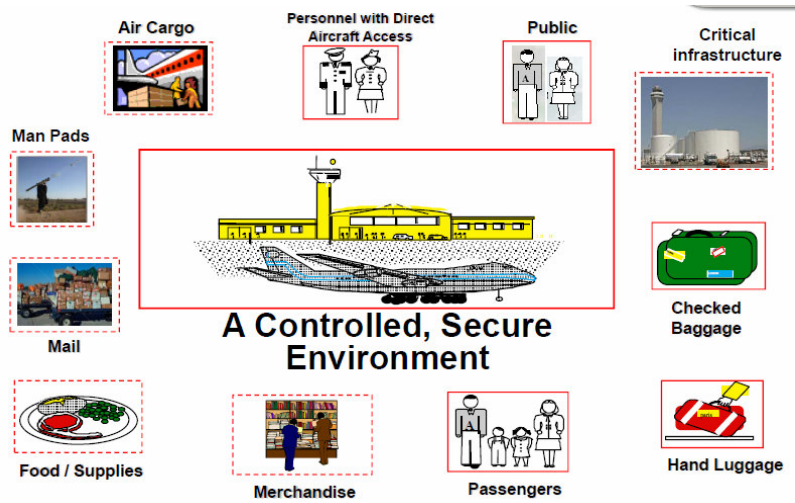 Air Cargo
Personnel with Direct
Aircraft Access
Public
Critical
infrastructure
Man Pads
Mail
A Controlled, Secure
Environment
Checked
Baggage
Food / Supplies
Merchandise
Passengers
Hand Luggage